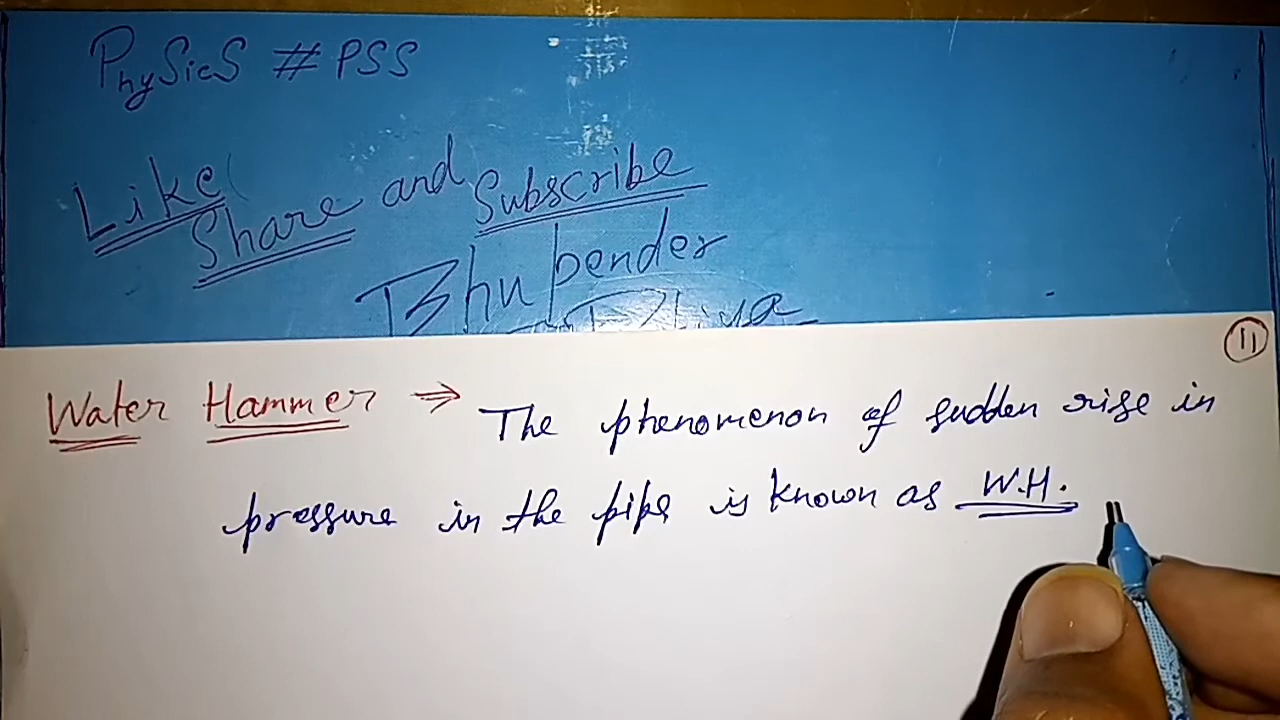 PhySicS # PSS
Like
Share and Subscribe
Bhupender
11
Water Hammer ⇒ The phenomenon of sudden rise in
pressure in the pipe is known as W.H.